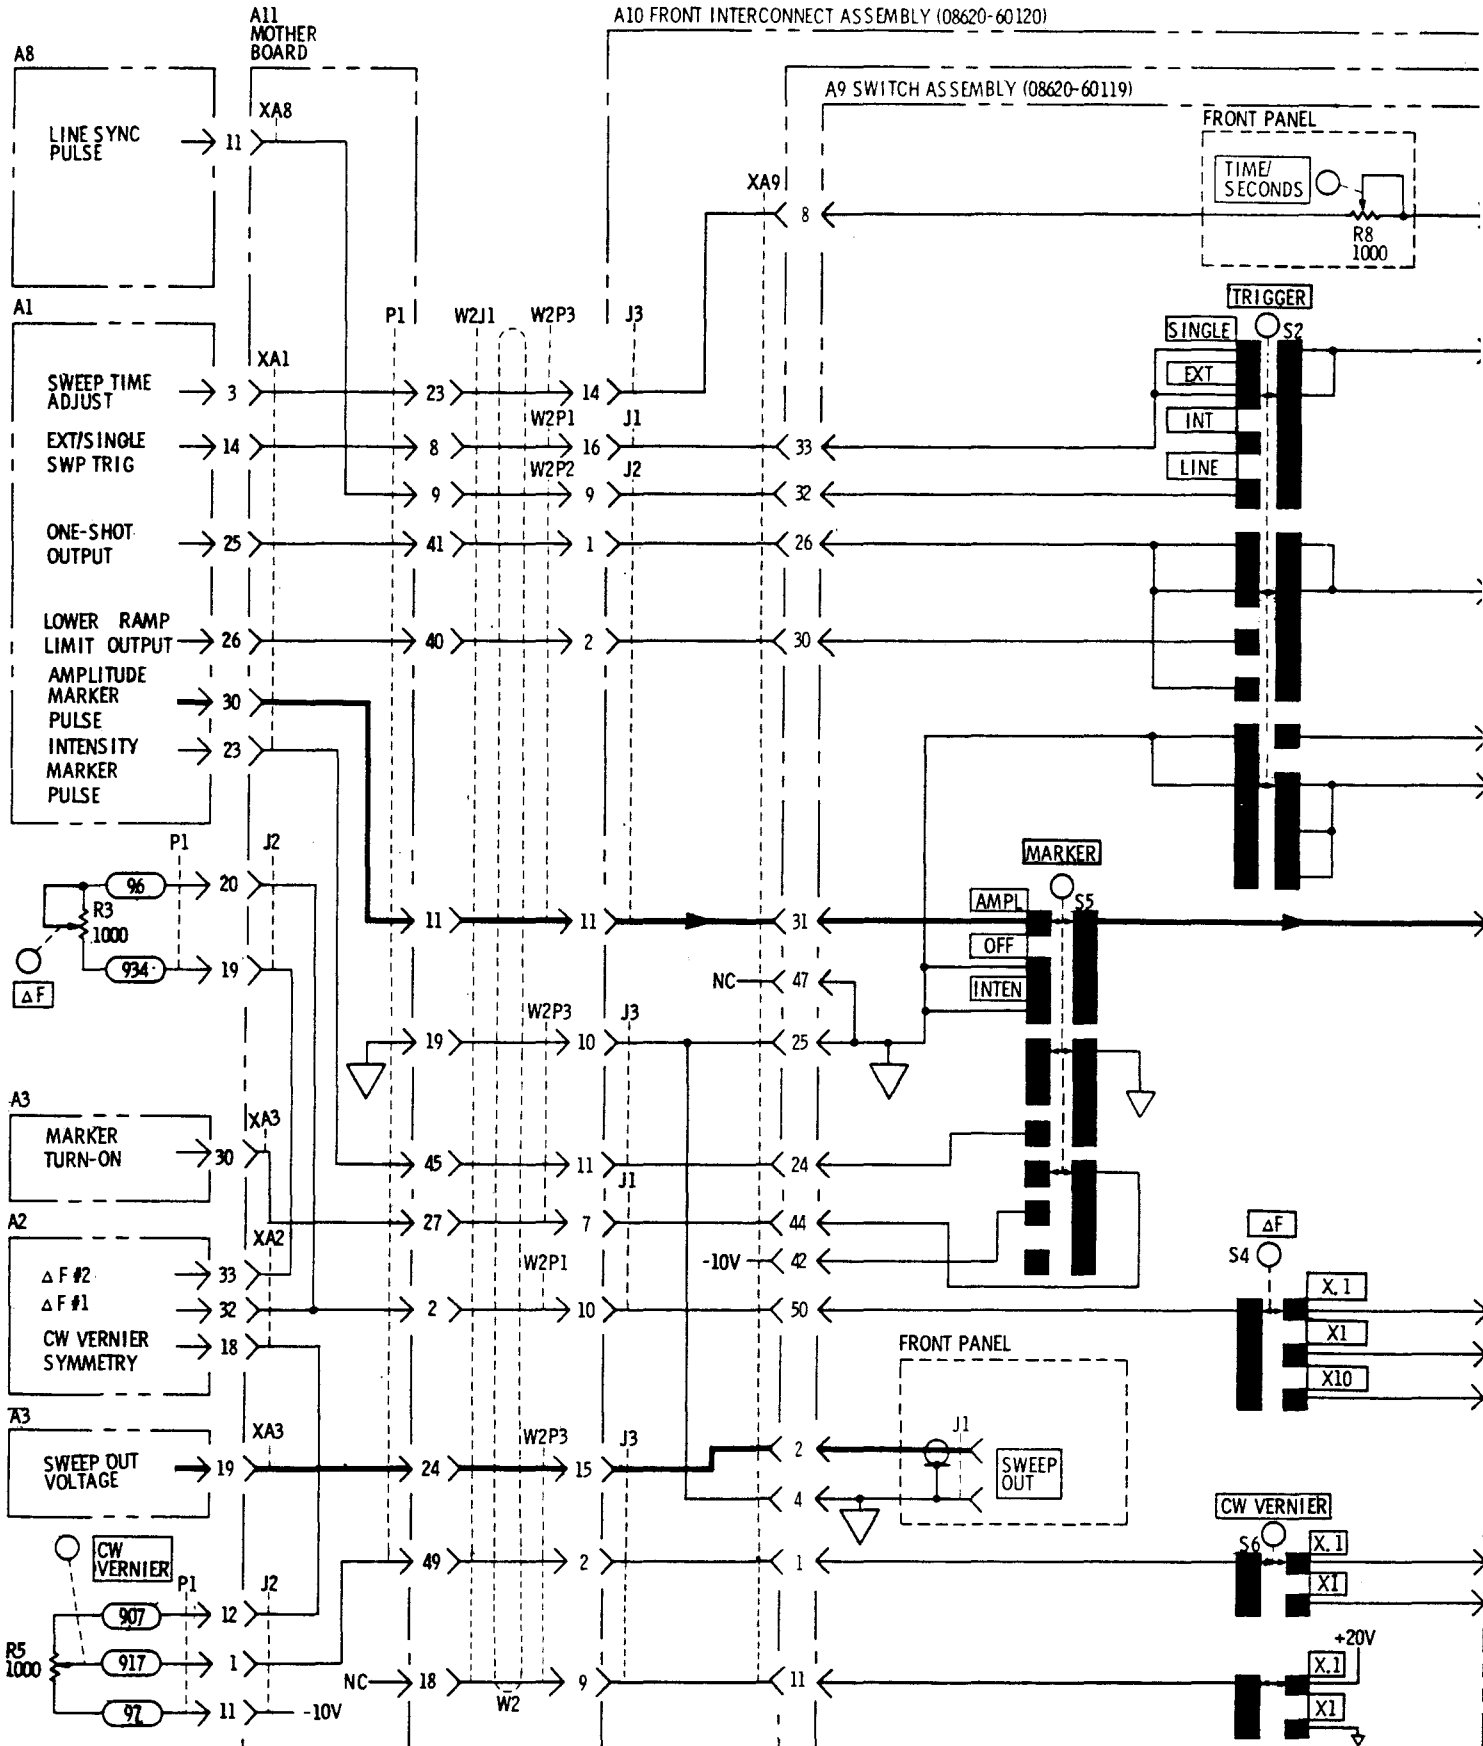 A11
MOTHER
BOARD
A10 FRONT INTERCONNECT ASSEMBLY (08620-60120)
A8
A9 SWITCH ASSEMBLY (08620-60119)
XA8
FRONT PANEL
LINE SYNC
PULSE
11
TIME/
SECONDS
XA9
8
R8
1000
A1
P1
W2J1
W2P3
J3
TRIGGER
SINGLE
S2
XA1
EXT
SWEEP TIME
ADJUST
3
23
14
W2P1
J1
INT
EXT/SINGLE
SWP TRIG
14
8
16
33
W2P2
J2
LINE
9
9
32
ONE-SHOT
OUTPUT
25
41
1
26
LOWER RAMP
LIMIT OUTPUT
26
40
2
30
AMPLITUDE
MARKER
PULSE
30
INTENSITY
MARKER
PULSE
23
P1
J2
MARKER
96
20
R3
1000
AMPL
S5
11
11
31
OFF
934
19
NC
47
INTEN
ΔF
W2P3
J3
19
10
25
A3
XA3
MARKER
TURN-ON
30
45
11
24
J1
A2
27
7
44
ΔF
XA2
S4
-10V
42
ΔF #2
33
W2P1
X.1
ΔF #1
32
2
10
50
X1
CW VERNIER
SYMMETRY
18
FRONT PANEL
X10
A3
XA3
W2P3
J3
J1
2
SWEEP OUT
VOLTAGE
19
24
15
SWEEP
OUT
4
CW VERNIER
CW
VERNIER
S6
X.1
49
2
1
P1
J2
X1
907
12
+20V
R5
1000
917
1
X.1
NC
18
9
11
W2
92
11
-10V
X1